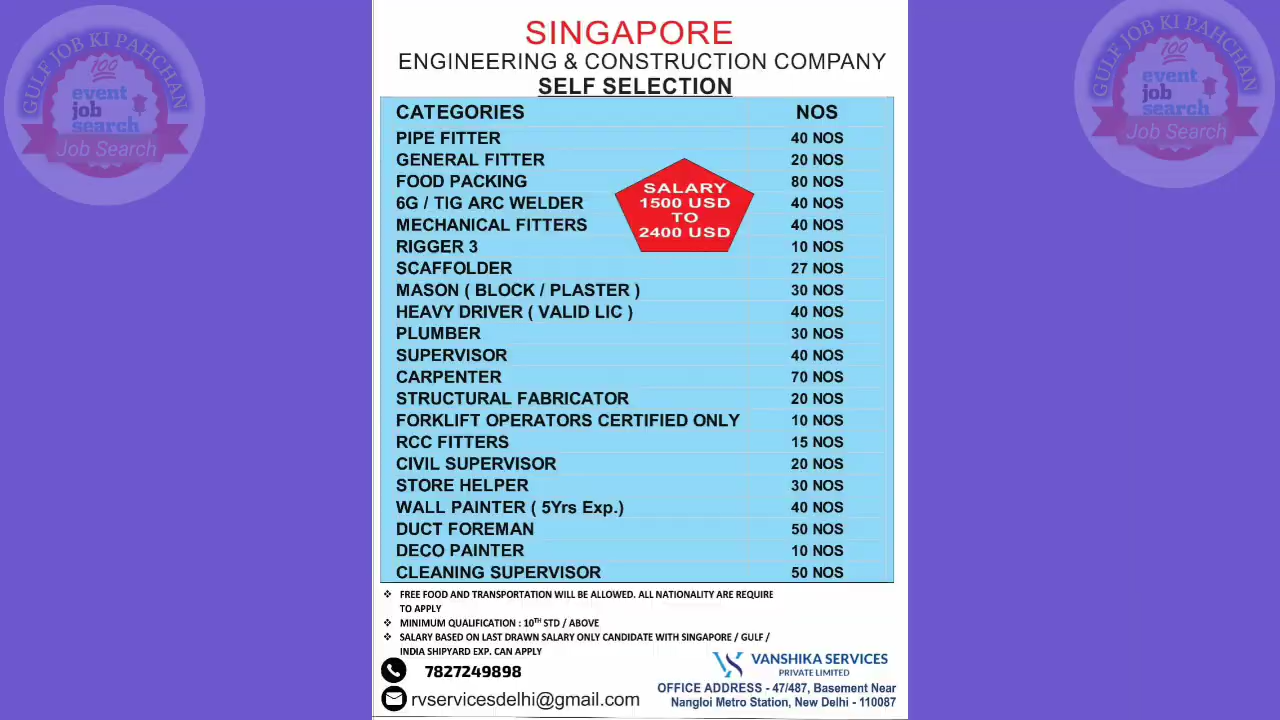 GULF JOB KI PAHCHAN
100
event
job
search
Job Search
GULF JOB KI PAHCHAN
100
event
job
search
Job Search
SINGAPORE
ENGINEERING & CONSTRUCTION COMPANY
SELF SELECTION
CATEGORIES NOS
PIPE FITTER 40 NOS
GENERAL FITTER 20 NOS
FOOD PACKING 80 NOS
6G / TIG ARC WELDER 40 NOS
MECHANICAL FITTERS 40 NOS
RIGGER 3 10 NOS
SCAFFOLDER 27 NOS
MASON ( BLOCK / PLASTER ) 30 NOS
HEAVY DRIVER ( VALID LIC ) 40 NOS
PLUMBER 30 NOS
SUPERVISOR 40 NOS
CARPENTER 70 NOS
STRUCTURAL FABRICATOR 20 NOS
FORKLIFT OPERATORS CERTIFIED ONLY 10 NOS
RCC FITTERS 15 NOS
CIVIL SUPERVISOR 20 NOS
STORE HELPER 30 NOS
WALL PAINTER ( 5Yrs Exp.) 40 NOS
DUCT FOREMAN 50 NOS
DECO PAINTER 10 NOS
CLEANING SUPERVISOR 50 NOS
SALARY
1500 USD
TO
2400 USD
❖ FREE FOOD AND TRANSPORTATION WILL BE ALLOWED. ALL NATIONALITY ARE REQUIRE
TO APPLY
❖ MINIMUM QUALIFICATION : 10TH STD / ABOVE
❖ SALARY BASED ON LAST DRAWN SALARY ONLY CANDIDATE WITH SINGAPORE / GULF /
INDIA SHIPYARD EXP. CAN APPLY
7827249898
rvservicesdelhi@gmail.com
VANSHIKA SERVICES
PRIVATE LIMITED
OFFICE ADDRESS - 47/487, Basement Near
Nangloi Metro Station, New Delhi - 110087